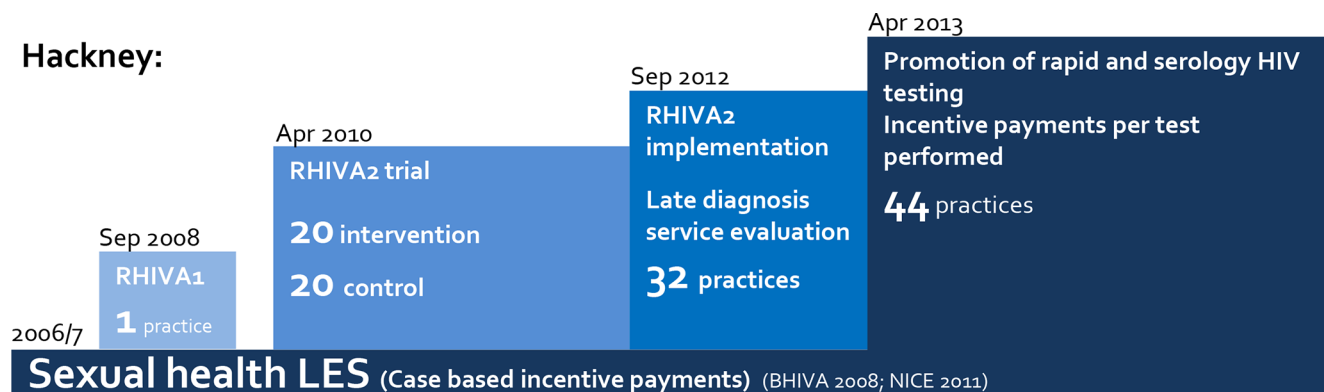 Hackney:
2006/7
Sep 2008
RHIVA1
1 practice
Apr 2010
RHIVA2 trial
20 intervention
20 control
Sep 2012
RHIVA2
implementation
Late diagnosis
service evaluation
32 practices
Apr 2013
Promotion of rapid and serology HIV
testing
Incentive payments per test
performed
44 practices
Sexual health LES (Case based incentive payments) (BHIVA 2008; NICE 2011)